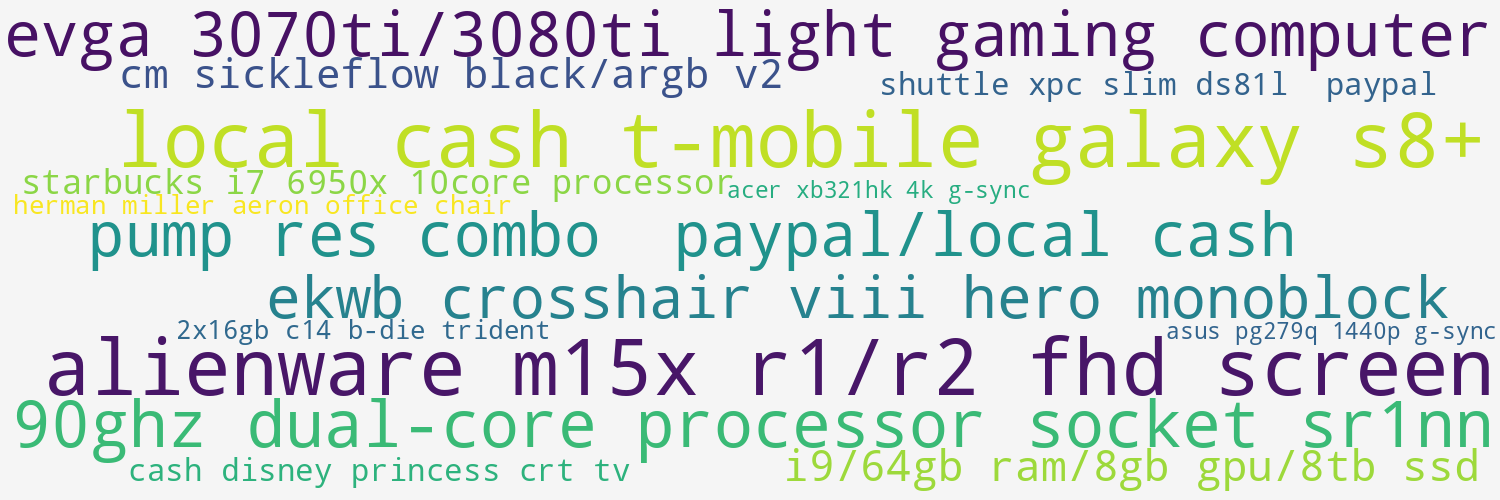 evga 3070ti/3080ti light gaming computer
cm sickleflow black/argb v2
shuttle xpc slim ds81l paypal
local cash t-mobile galaxy s8+
starbucks i7 6950x 10core processor
acer xb321hk 4k g-sync
herman miller aeron office chair
pump res combo paypal/local cash
ekwb crosshair viii hero monoblock
2x16gb c14 b-die trident
asus pg279q 1440p g-sync
alienware m15x r1/r2 fhd screen
90ghz dual-core processor socket sr1nn
cash disney princess crt tv
i9/64gb ram/8gb gpu/8tb ssd